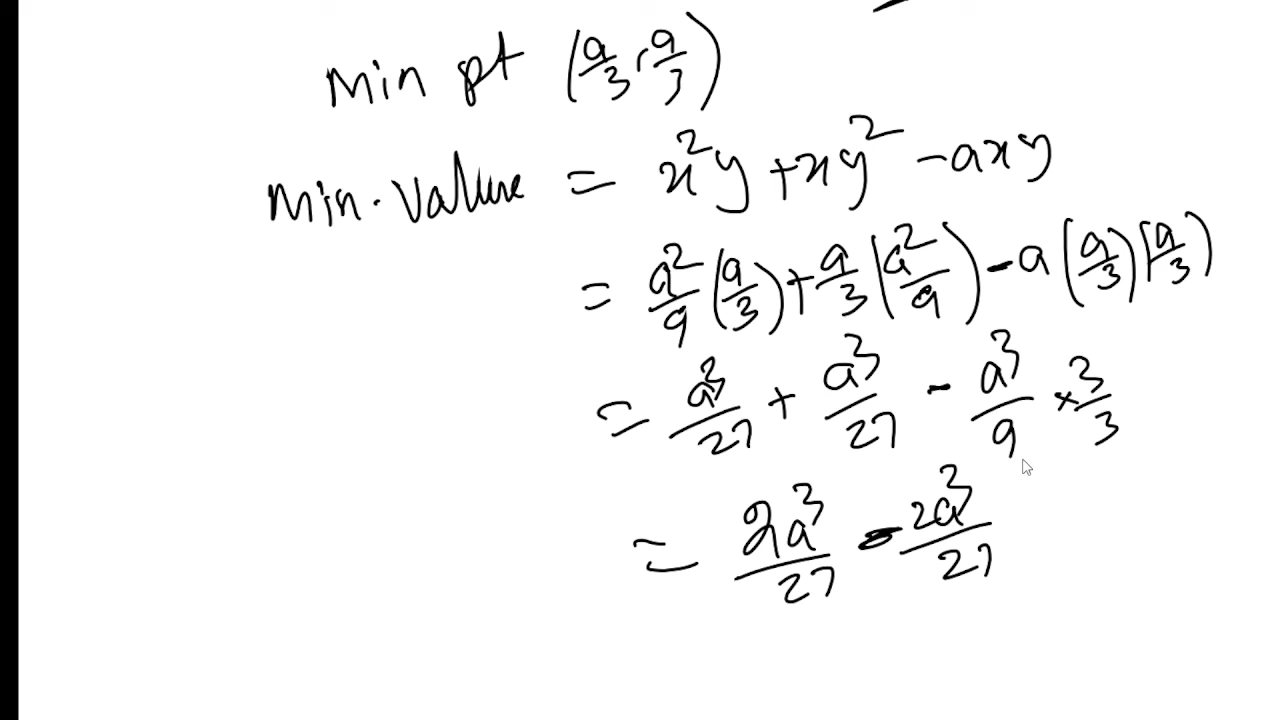 Min pt (a/3, a/3)
Min. value = x²y + xy² - axy
= a²/9 (a/3) + a/3 (a²/9) - a (a/3) (a/3)
= a³/27 + a³/27 - a³/9 × 3/3
= 2a³/27 - 2a³/27